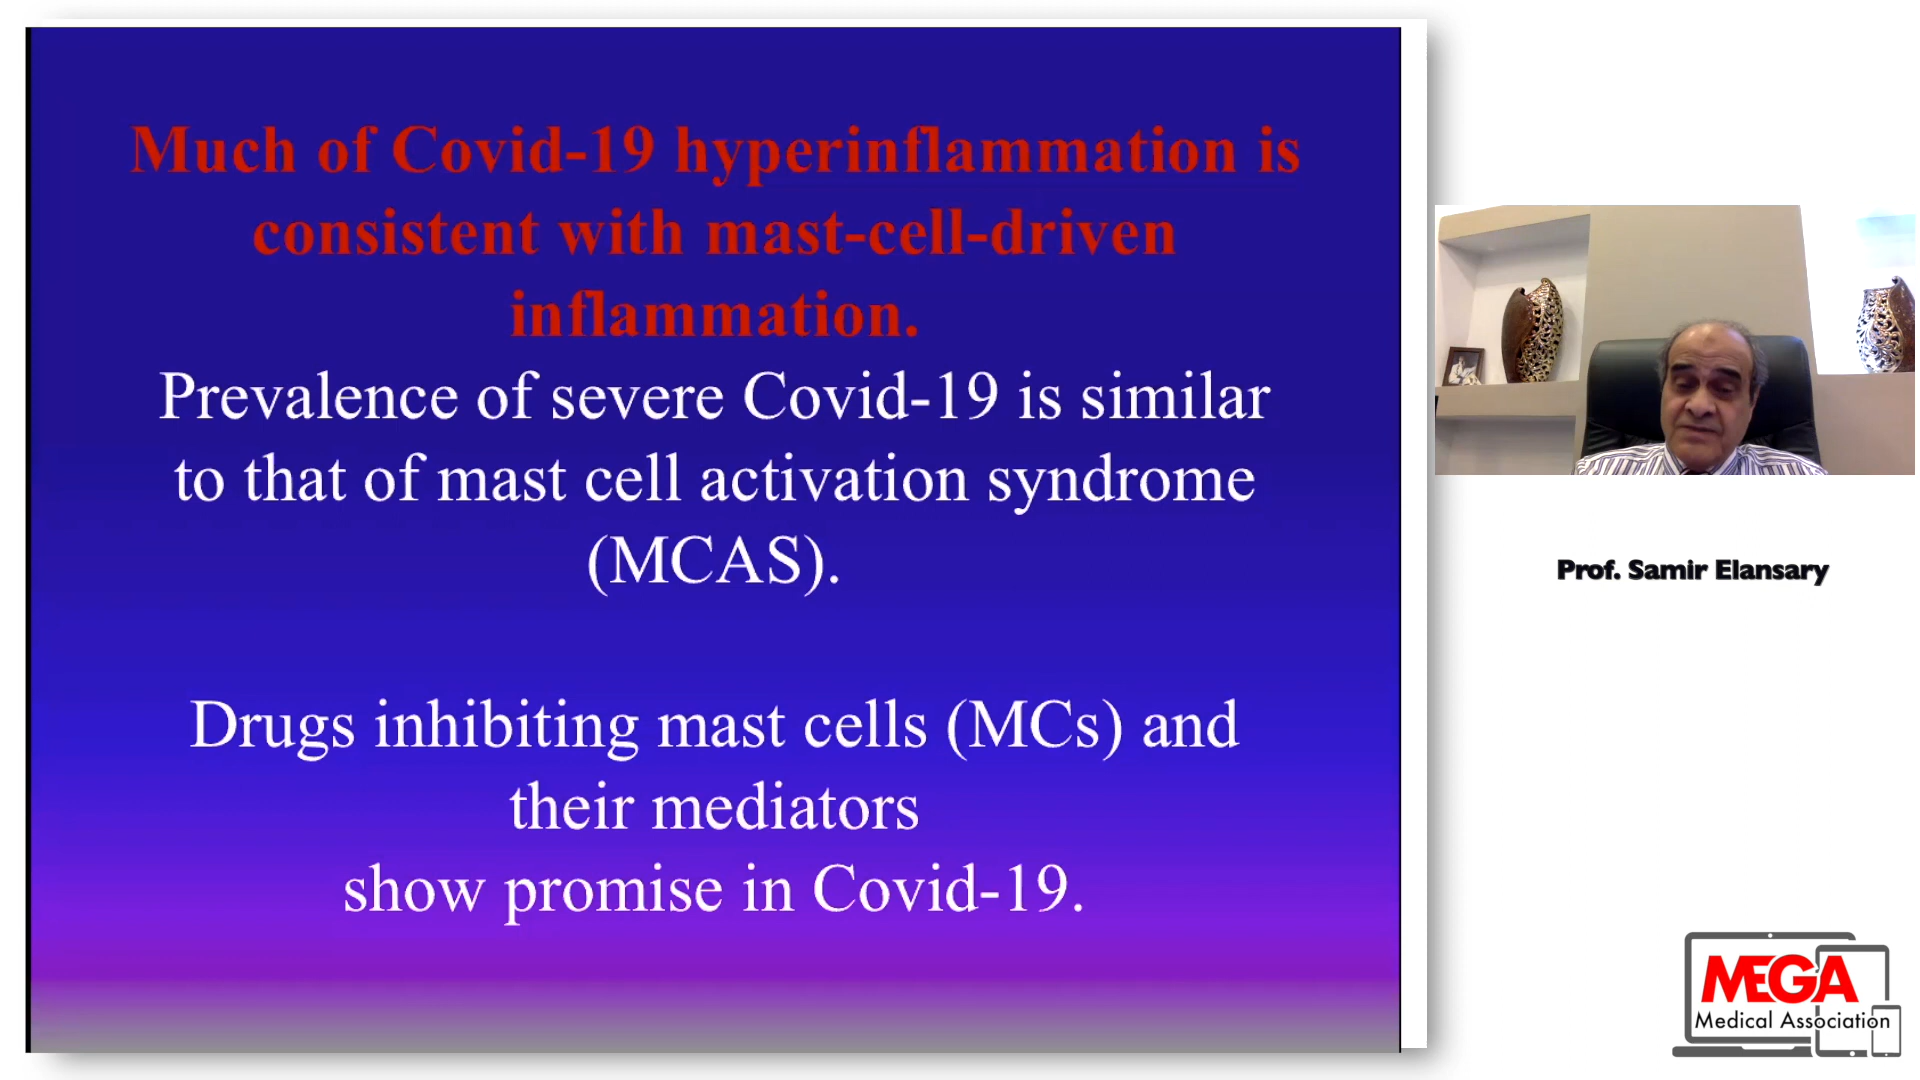 Much of Covid-19 hyperinflammation is
consistent with mast-cell-driven
inflammation.
Prevalence of severe Covid-19 is similar
to that of mast cell activation syndrome
(MCAS).
Drugs inhibiting mast cells (MCs) and
their mediators
show promise in Covid-19.
Prof. Samir Elansary
MEGA
Medical Association